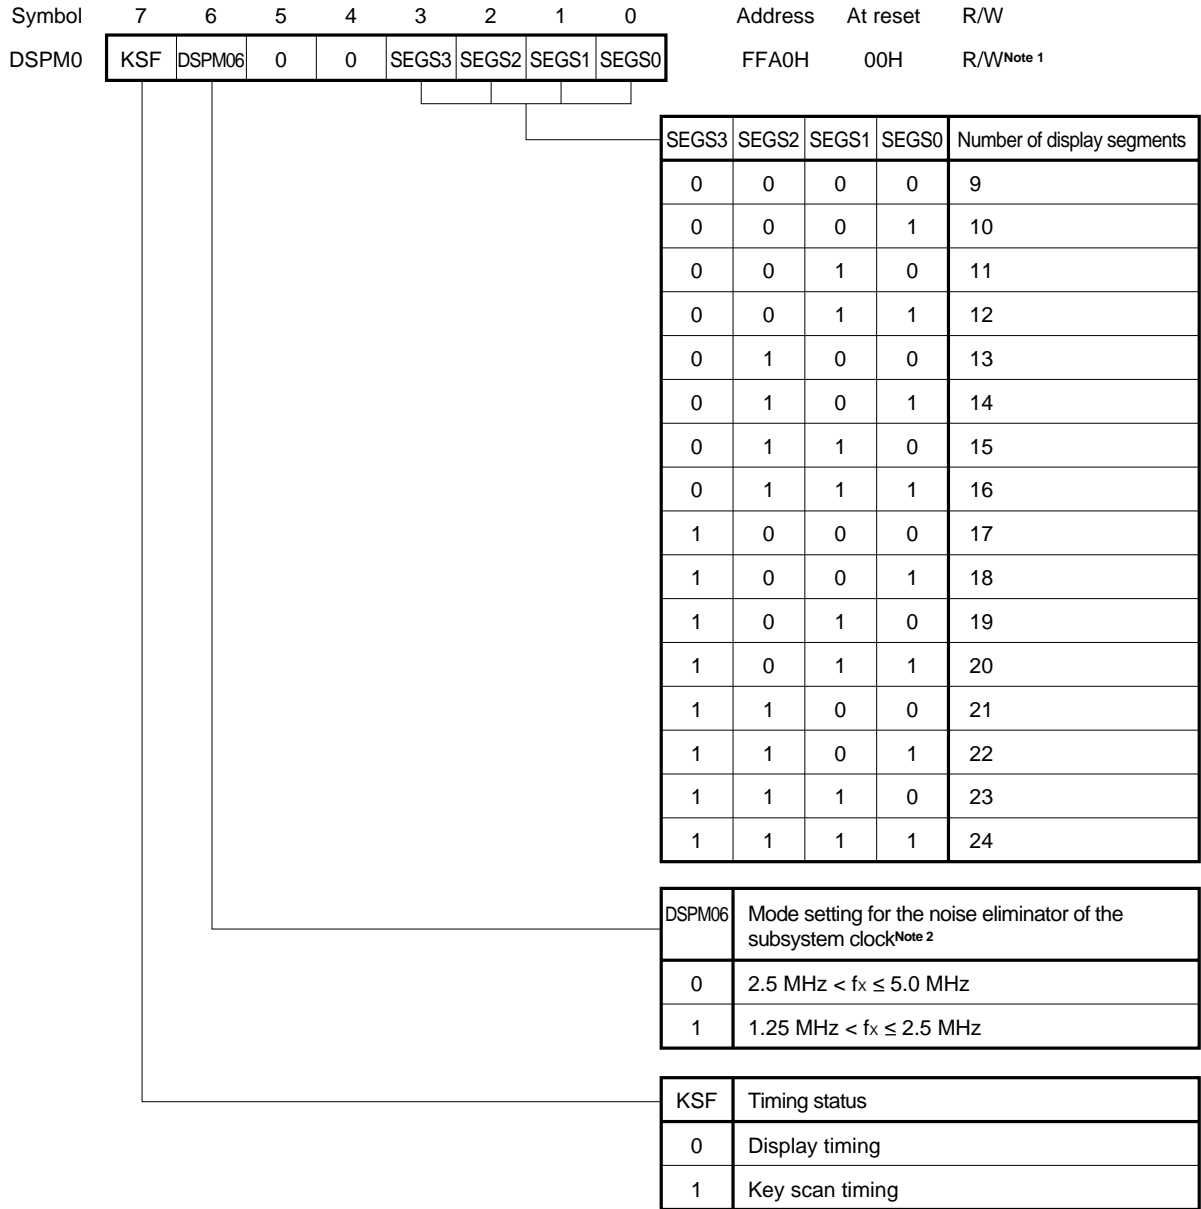 Symbol 7 6 5 4 3 2 1 0 Address At reset R/W
DSPM0 KSF DSPM06 0 0 SEGS3 SEGS2 SEGS1 SEGS0 FFA0H 00H R/WNote 1
SEGS3 SEGS2 SEGS1 SEGS0 Number of display segments
0 0 0 0 9
0 0 0 1 10
0 0 1 0 11
0 0 1 1 12
0 1 0 0 13
0 1 0 1 14
0 1 1 0 15
0 1 1 1 16
1 0 0 0 17
1 0 0 1 18
1 0 1 0 19
1 0 1 1 20
1 1 0 0 21
1 1 0 1 22
1 1 1 0 23
1 1 1 1 24
DSPM06 Mode setting for the noise eliminator of the
subsystem clockNote 2
0 2.5 MHz < fX ≤ 5.0 MHz
1 1.25 MHz < fX ≤ 2.5 MHz
KSF Timing status
0 Display timing
1 Key scan timing